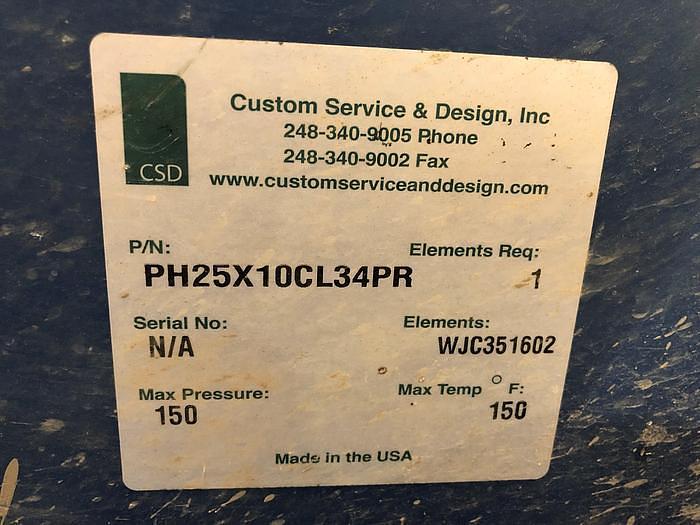 CSD
Custom Service & Design, Inc
248-340-9005 Phone
248-340-9002 Fax
www.customserviceanddesign.com
P/N:
PH25X10CL34PR
Elements Req:
1
Serial No:
N/A
Elements:
WJC351602
Max Pressure:
150
Max Temp °F:
150
Made in the USA